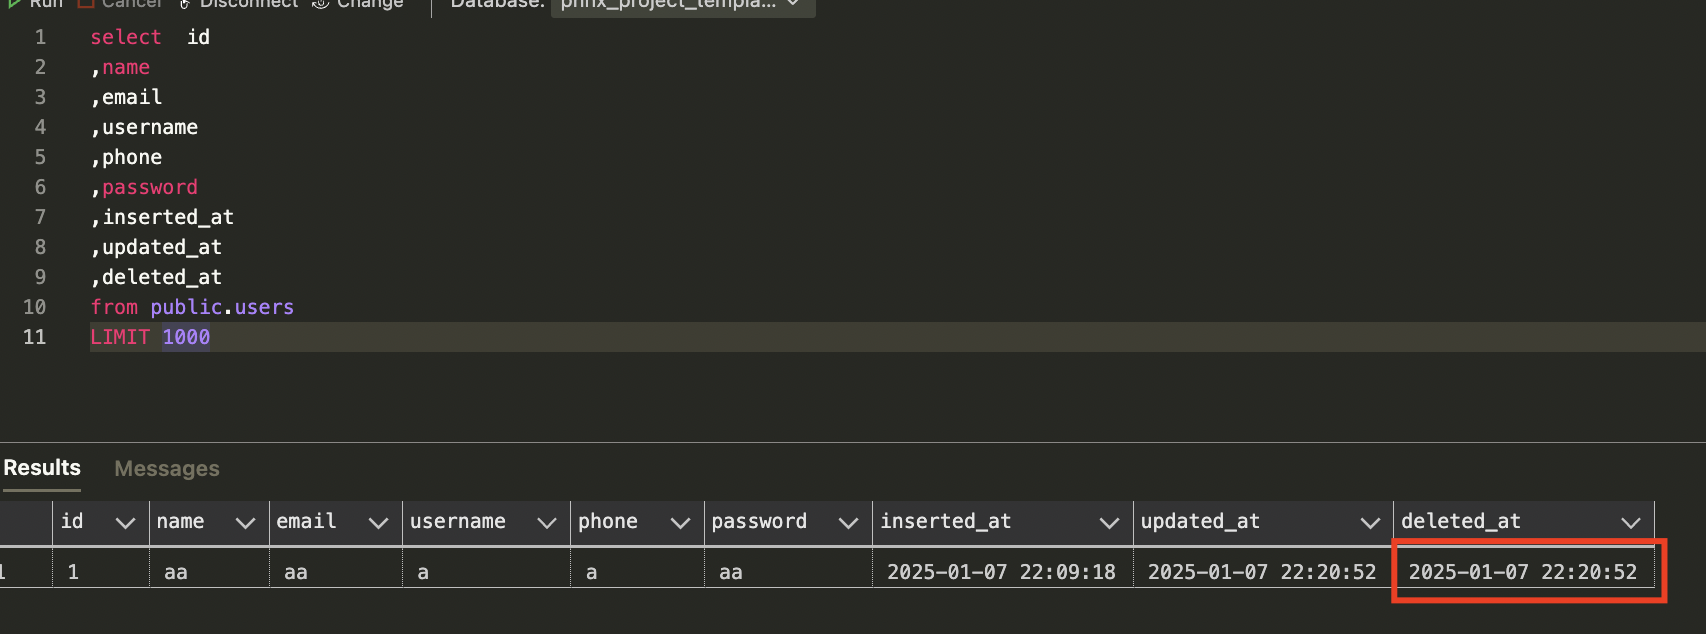 Run Cancel Disconnect Change Database: phnx_project_templa...
1 select  id
2 ,name
3 ,email
4 ,username
5 ,phone
6 ,password
7 ,inserted_at
8 ,updated_at
9 ,deleted_at
10 from public.users
11 LIMIT 1000
Results Messages
id name email username phone password inserted_at updated_at deleted_at
1 1 aa aa a a aa 2025-01-07 22:09:18 2025-01-07 22:20:52 2025-01-07 22:20:52